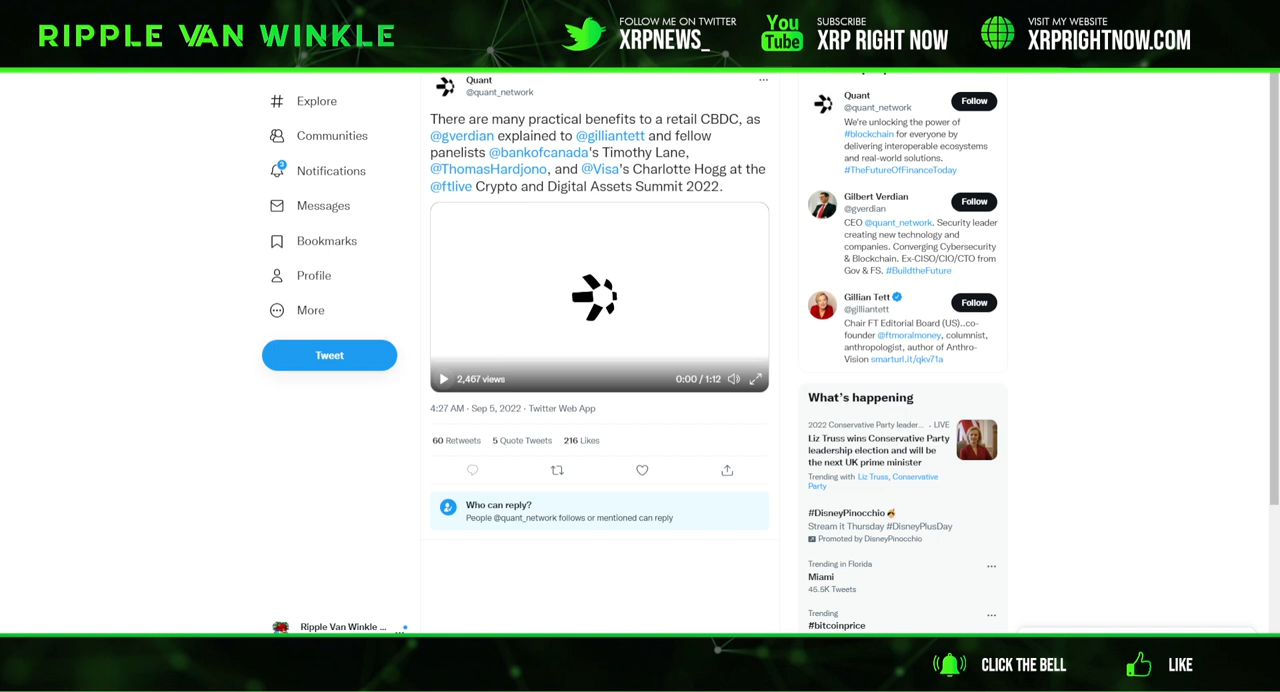 RIPPLE VAN WINKLE
FOLLOW ME ON TWITTER
XRPNEWS_
You
Tube
SUBSCRIBE
XRP RIGHT NOW
VISIT MY WEBSITE
XRPRIGHTNOW.COM
Explore
Communities
3
Notifications
Messages
Bookmarks
Profile
More
Tweet
Ripple Van Winkle ...
Quant
@quant_network
There are many practical benefits to a retail CBDC, as
@gverdian explained to @gilliantett and fellow
panelists @bankofcanada's Timothy Lane,
@ThomasHardjono, and @Visa's Charlotte Hogg at the
@ftlive Crypto and Digital Assets Summit 2022.
2,467 views
0:00 / 1:12
4:27 AM · Sep 5, 2022 · Twitter Web App
60 Retweets 5 Quote Tweets 216 Likes
Who can reply?
People @quant_network follows or mentioned can reply
Quant
@quant_network
Follow
We're unlocking the power of
#blockchain for everyone by
delivering interoperable ecosystems
and real-world solutions.
#TheFutureOfFinanceToday
Gilbert Verdian
@gverdian
Follow
CEO @quant_network. Security leader
creating new technology and
companies. Converging Cybersecurity
& Blockchain. Ex-CISO/CIO/CTO from
Gov & FS. #BuildtheFuture
Gillian Tett
@gilliantett
Follow
Chair FT Editorial Board (US)..co-
founder @ftmoralmoney, columnist,
anthropologist, author of Anthro-
Vision smarturl.it/qkv71a
What's happening
2022 Conservative Party leader... · LIVE
Liz Truss wins Conservative Party
leadership election and will be
the next UK prime minister
Trending with Liz Truss, Conservative
Party
#DisneyPinocchio
Stream it Thursday #DisneyPlusDay
Promoted by DisneyPinocchio
Trending in Florida
Miami
45.5K Tweets
Trending
#bitcoinprice
CLICK THE BELL
LIKE